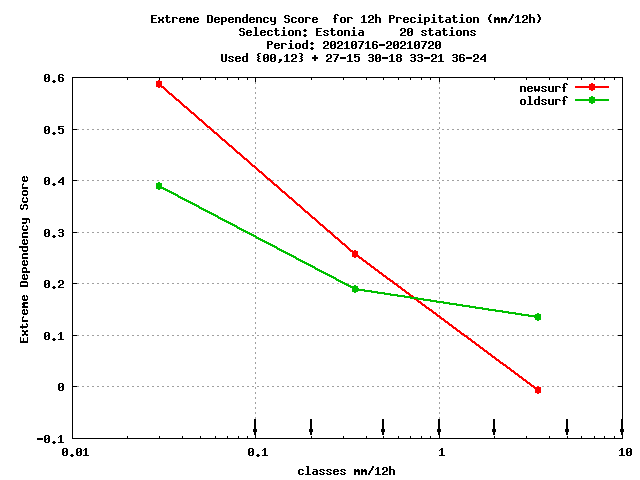 Extreme Dependency Score  for 12h Precipitation (mm/12h)
Selection: Estonia     20 stations
Period: 20210716-20210720
Used {00,12} + 27-15 30-18 33-21 36-24
newsurf
oldsurf
0.6
0.5
0.4
0.3
0.2
0.1
0
-0.1
Extreme Dependency Score
0.01 0.1 1 10
classes mm/12h